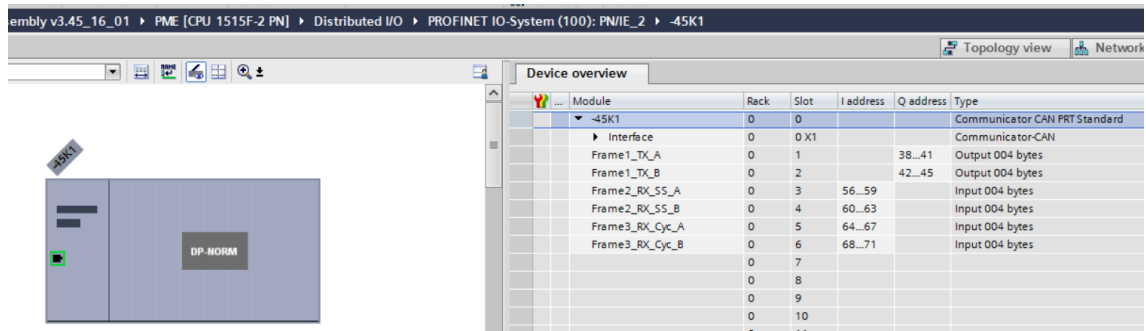 embly v3.45_16_01 ▸ PME [CPU 1515F-2 PN] ▸ Distributed I/O ▸ PROFINET IO-System (100): PN/IE_2 ▸ -45K1
Topology view Network
Device overview
... Module Rack Slot I address Q address Type
-45K1 0 0 Communicator CAN PRT Standard
Interface 0 0 X1 Communicator-CAN
Frame1_TX_A 0 1 38...41 Output 004 bytes
Frame1_TX_B 0 2 42...45 Output 004 bytes
Frame2_RX_SS_A 0 3 56...59 Input 004 bytes
Frame2_RX_SS_B 0 4 60...63 Input 004 bytes
Frame3_RX_Cyc_A 0 5 64...67 Input 004 bytes
Frame3_RX_Cyc_B 0 6 68...71 Input 004 bytes
0 7
0 8
0 9
0 10
-45K1
DP-NORM